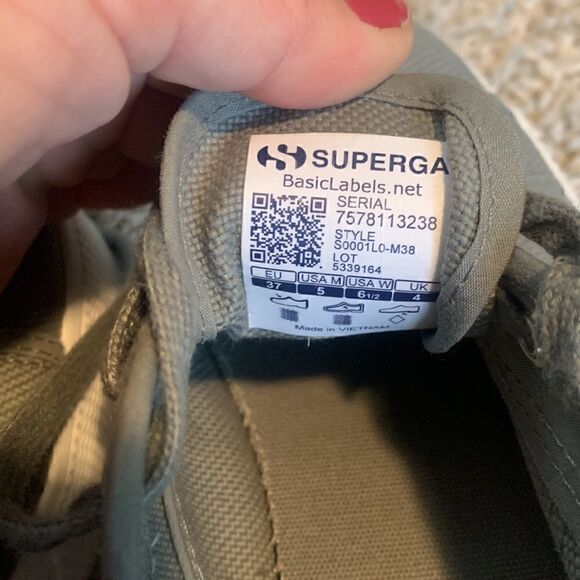 SUPERGA
BasicLabels.net
SERIAL
7578113238
STYLE
S0001L0-M38
LOT
5339164
EU USA M USA W UK
37 5 6 1/2 4
Made in VIETNAM